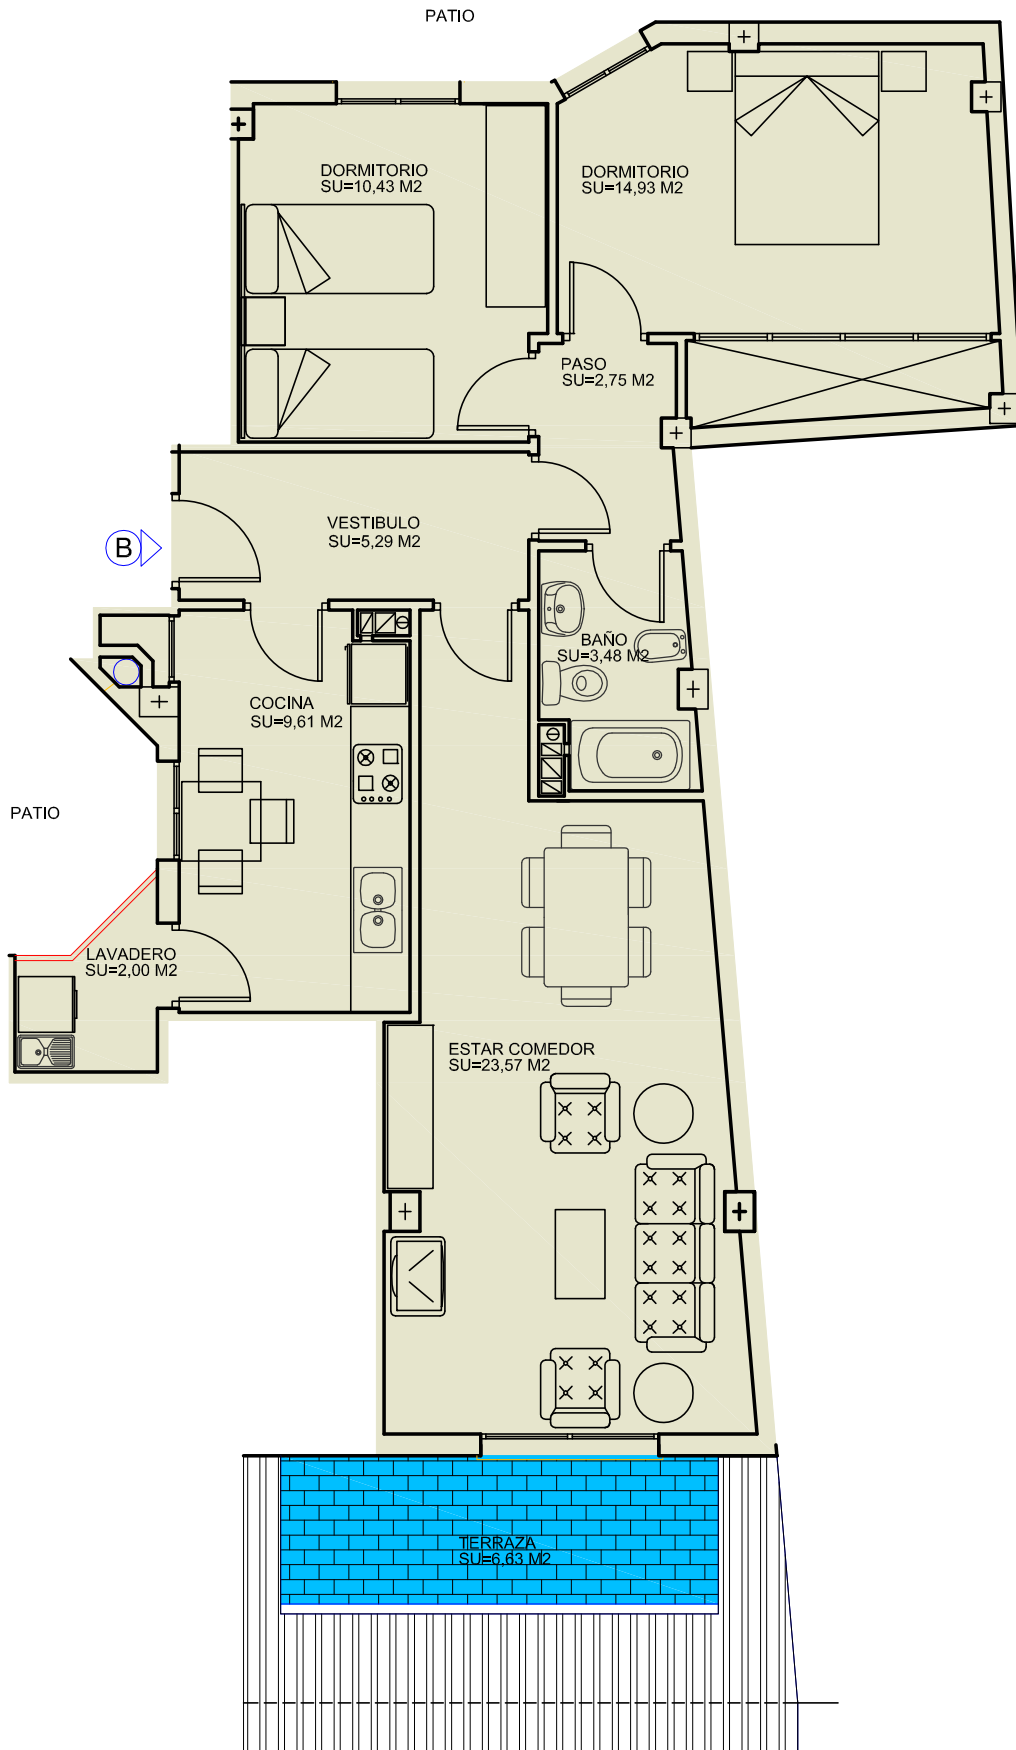 PATIO
DORMITORIO
SU=10,43 M2
DORMITORIO
SU=14,93 M2
PASO
SU=2,75 M2
VESTIBULO
SU=5,29 M2
B
BAÑO
SU=3,48 M2
COCINA
SU=9,61 M2
PATIO
LAVADERO
SU=2,00 M2
ESTAR COMEDOR
SU=23,57 M2
TERRAZA
SU=6,63 M2